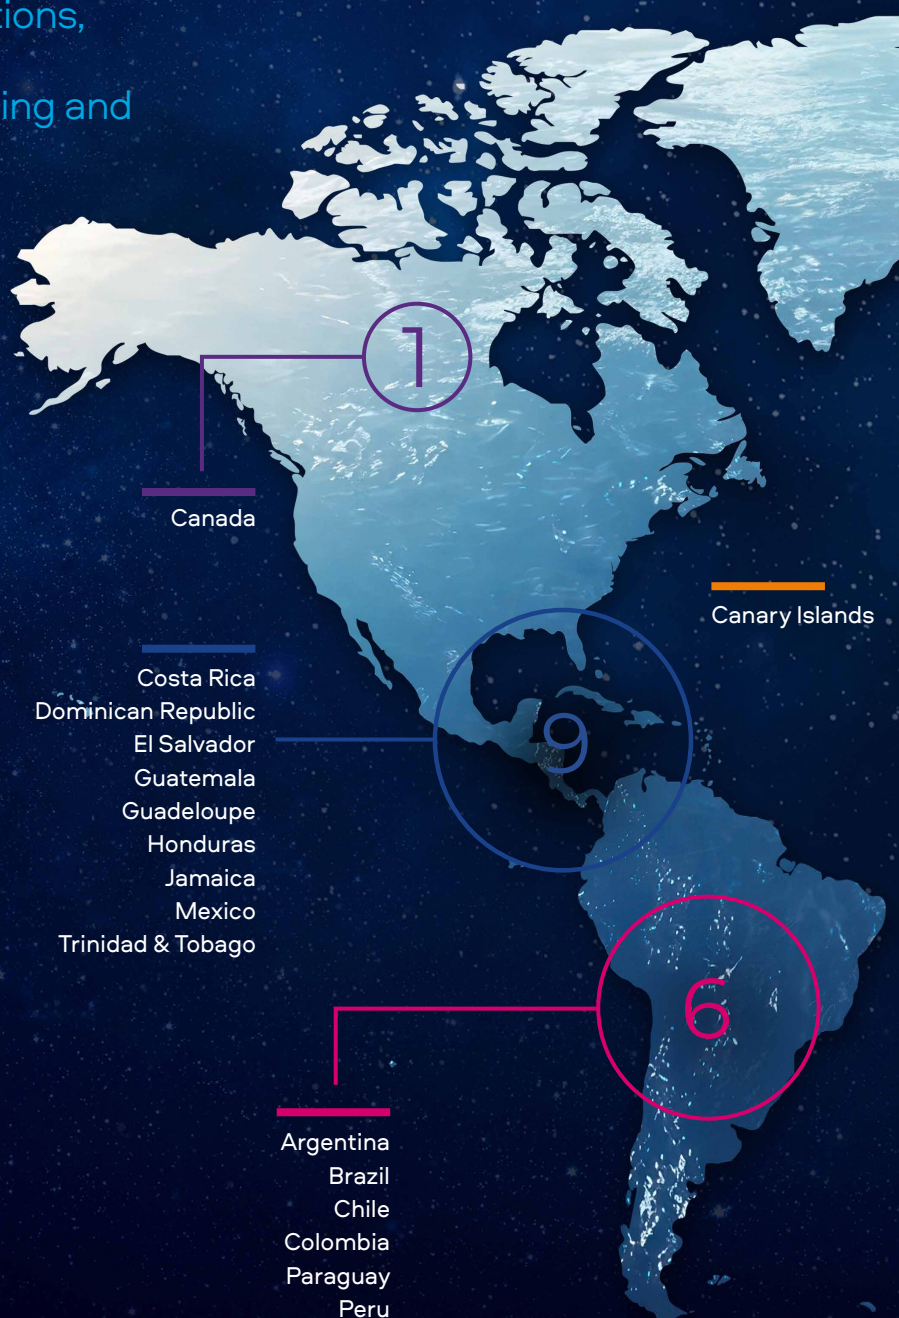 tions,
ing and
1
Canada
Canary Islands
9
Costa Rica
Dominican Republic
El Salvador
Guatemala
Guadeloupe
Honduras
Jamaica
Mexico
Trinidad & Tobago
6
Argentina
Brazil
Chile
Colombia
Paraguay
Peru